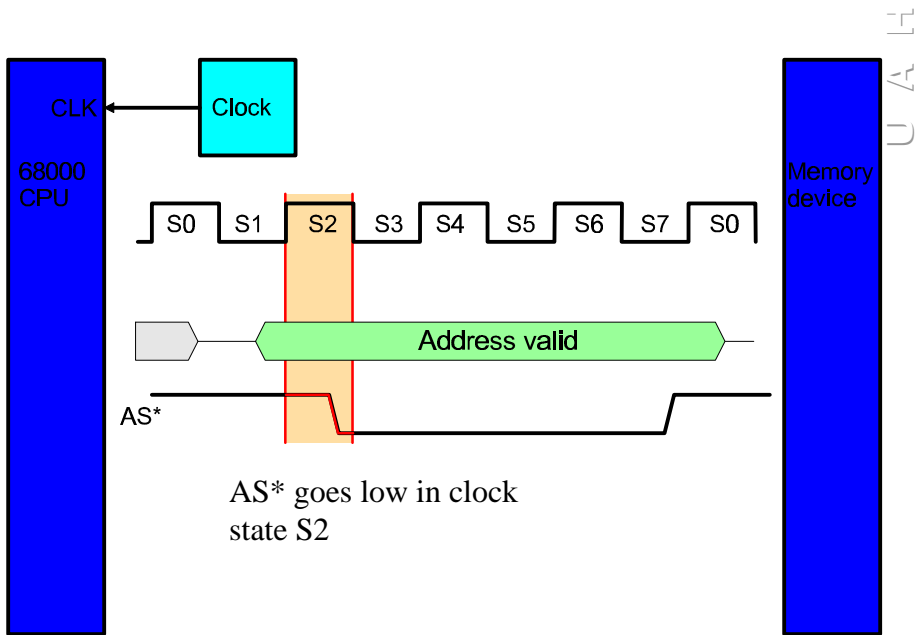 U A H
CLK
Clock
68000
CPU
Memory
device
S0 S1 S2 S3 S4 S5 S6 S7 S0
Address valid
AS*
AS* goes low in clock
state S2